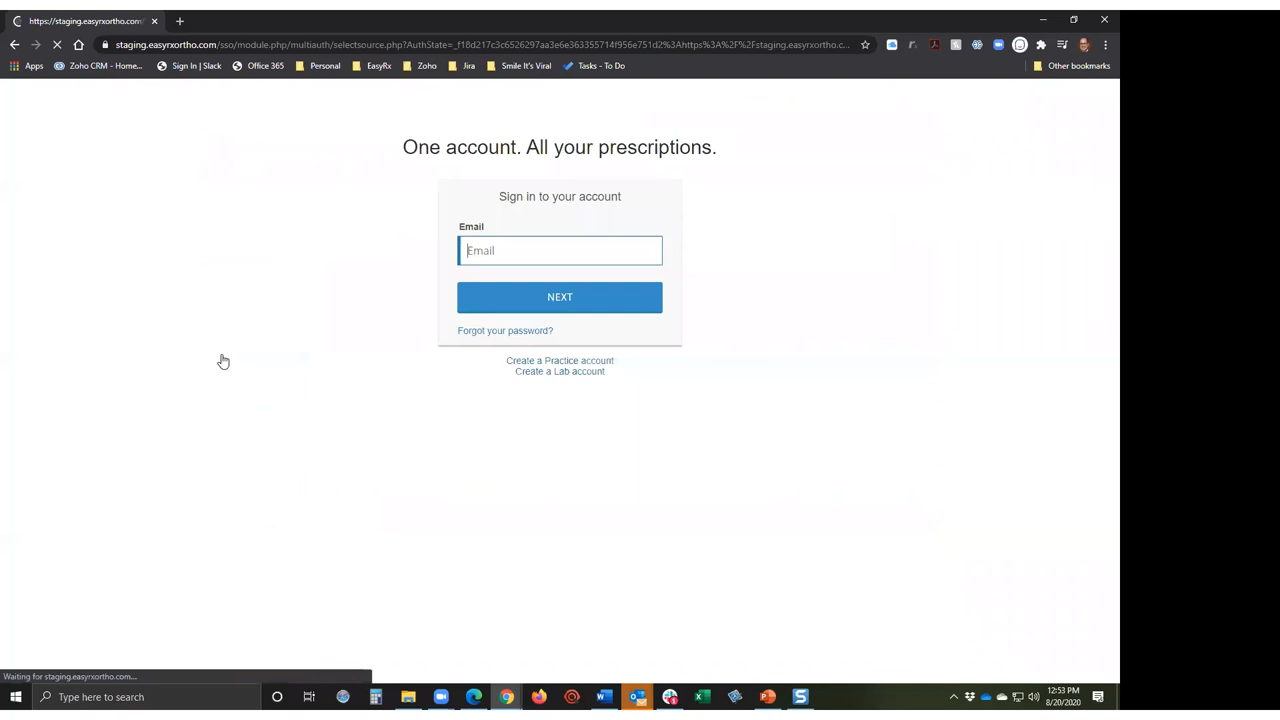 https://staging.easyrxortho.com/
staging.easyrxortho.com/sso/module.php/multiauth/selectsource.php?AuthState=_f18d217c3c6526297aa3e6e363355714f956e751d2%3Ahttps%3A%2F%2Fstaging.easyrxortho.c...
Apps
Zoho CRM - Home...
Sign In | Slack
Office 365
Personal
EasyRx
Zoho
Jira
Smile It's Viral
Tasks - To Do
Other bookmarks
One account. All your prescriptions.
Sign in to your account
Email
Email
NEXT
Forgot your password?
Create a Practice account
Create a Lab account
Waiting for staging.easyrxortho.com...
Type here to search
12:53 PM
8/20/2020